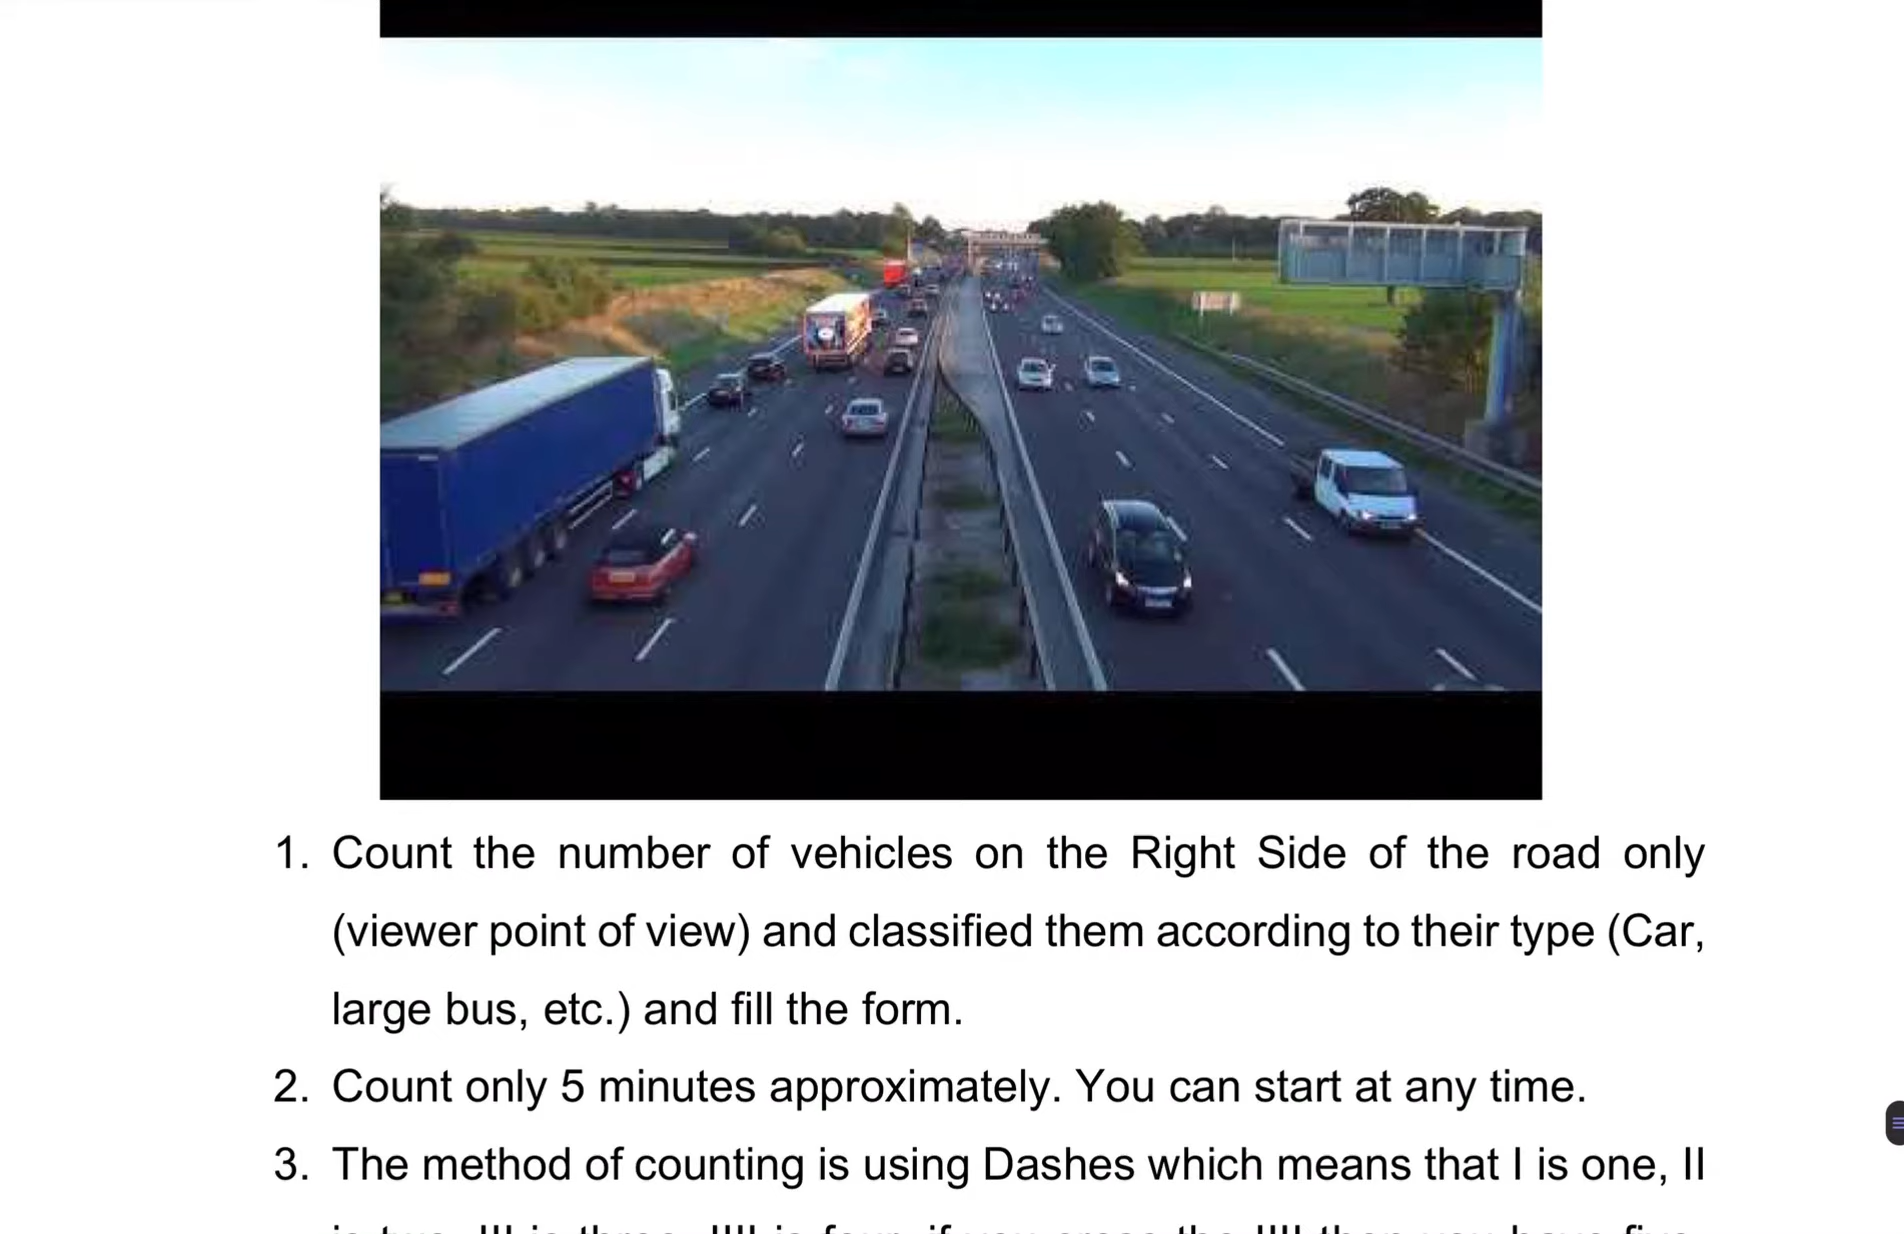 1. Count the number of vehicles on the Right Side of the road only
(viewer point of view) and classified them according to their type (Car,
large bus, etc.) and fill the form.
2. Count only 5 minutes approximately. You can start at any time.
3. The method of counting is using Dashes which means that I is one, II